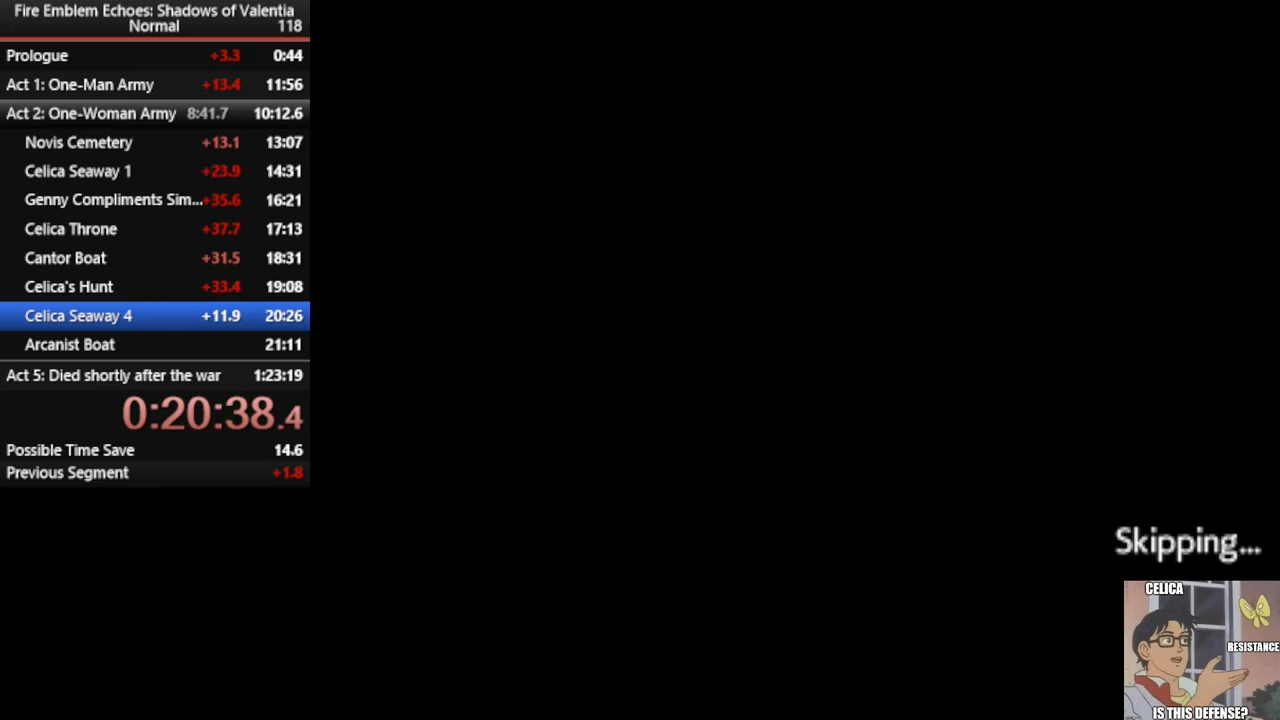 Fire Emblem Echoes: Shadows of Valentia
Normal 118
Prologue +3.3 0:44
Act 1: One-Man Army +13.4 11:56
Act 2: One-Woman Army 8:41.7 10:12.6
Novis Cemetery +13.1 13:07
Celica Seaway 1 +23.9 14:31
Genny Compliments Sim... +35.6 16:21
Celica Throne +37.7 17:13
Cantor Boat +31.5 18:31
Celica's Hunt +33.4 19:08
Celica Seaway 4 +11.9 20:26
Arcanist Boat 21:11
Act 5: Died shortly after the war 1:23:19
0:20:38.4
Possible Time Save 14.6
Previous Segment +1.8
Skipping...
CELICA
RESISTANCE
IS THIS DEFENSE?